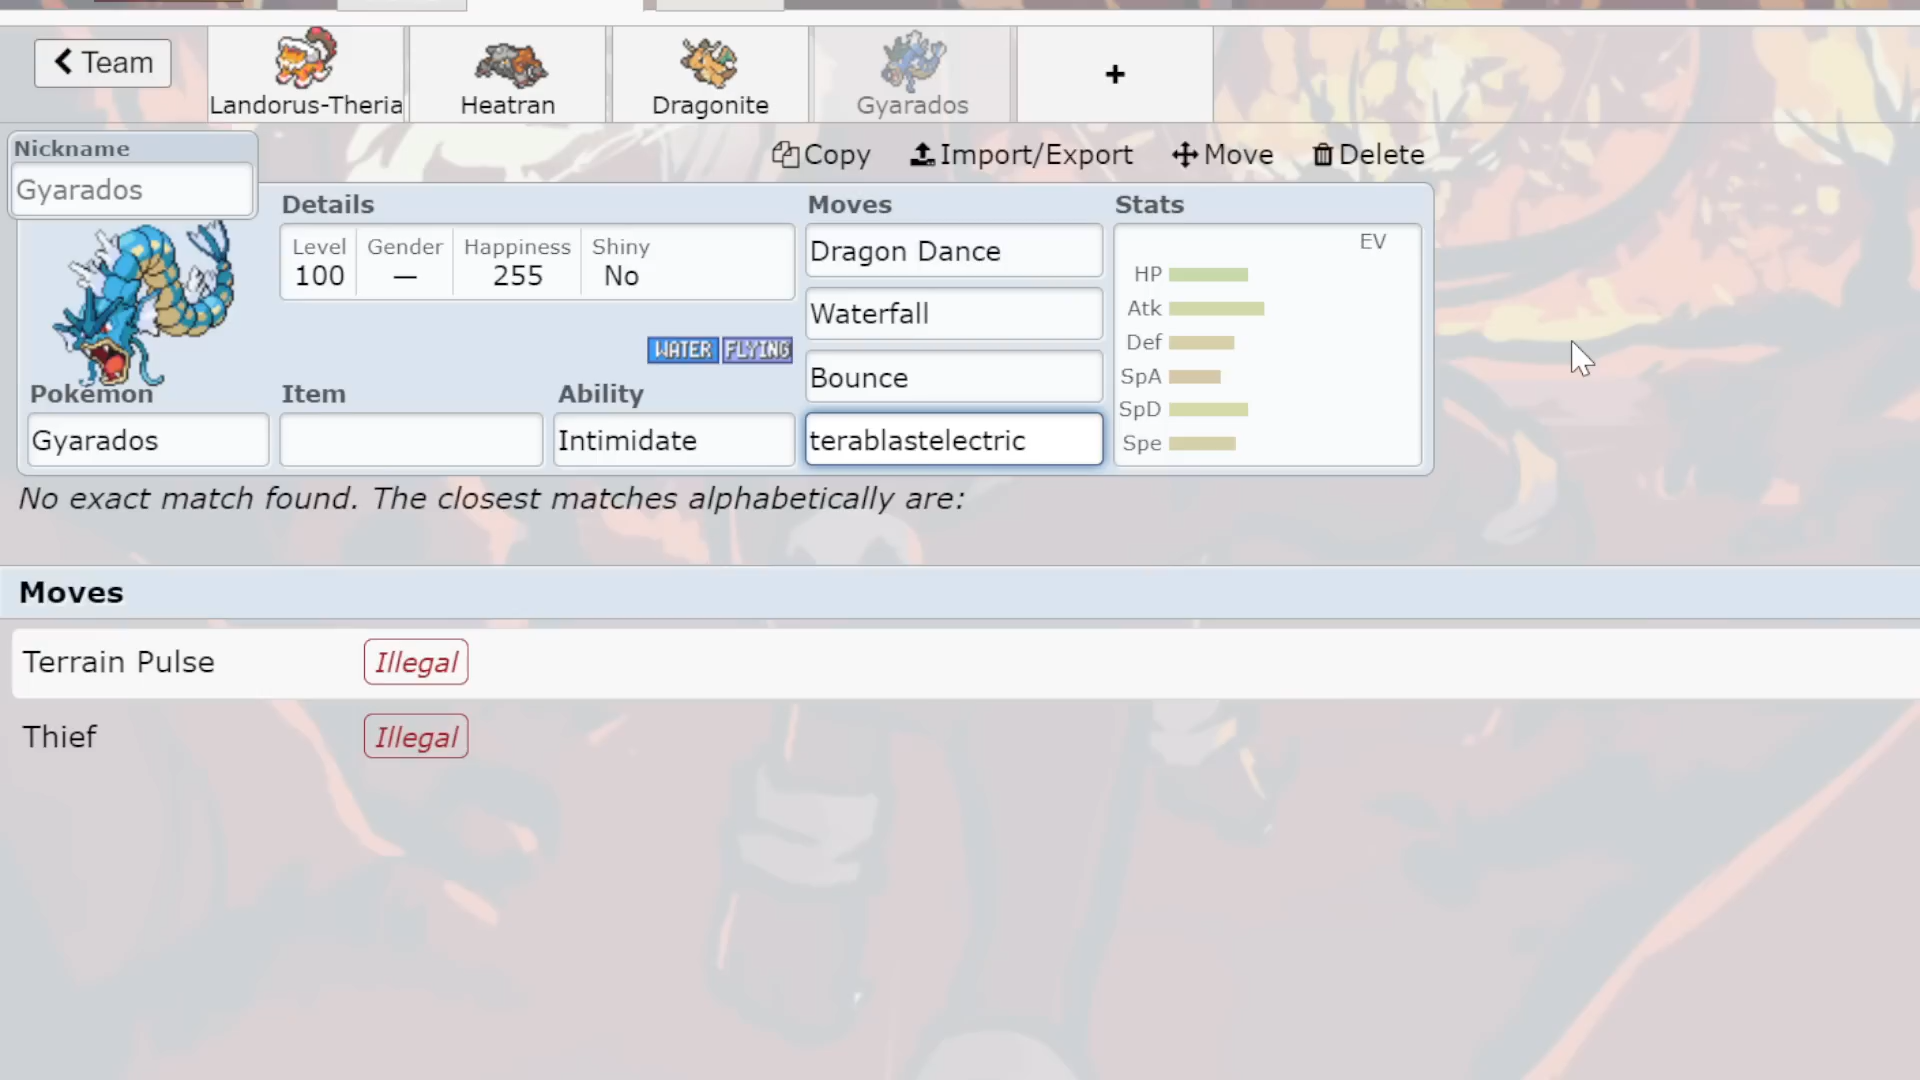 Team
Landorus-Theria
Heatran
Dragonite
Gyarados
+
Nickname
Gyarados
Copy
Import/Export
Move
Delete
Details
Level
Gender
Happiness
Shiny
100
—
255
No
WATER FLYING
Pokémon
Gyarados
Item
Ability
Intimidate
Moves
Dragon Dance
Waterfall
Bounce
terablastelectric
Stats
EV
HP
Atk
Def
SpA
SpD
Spe
No exact match found. The closest matches alphabetically are:
Moves
Terrain Pulse Illegal
Thief Illegal